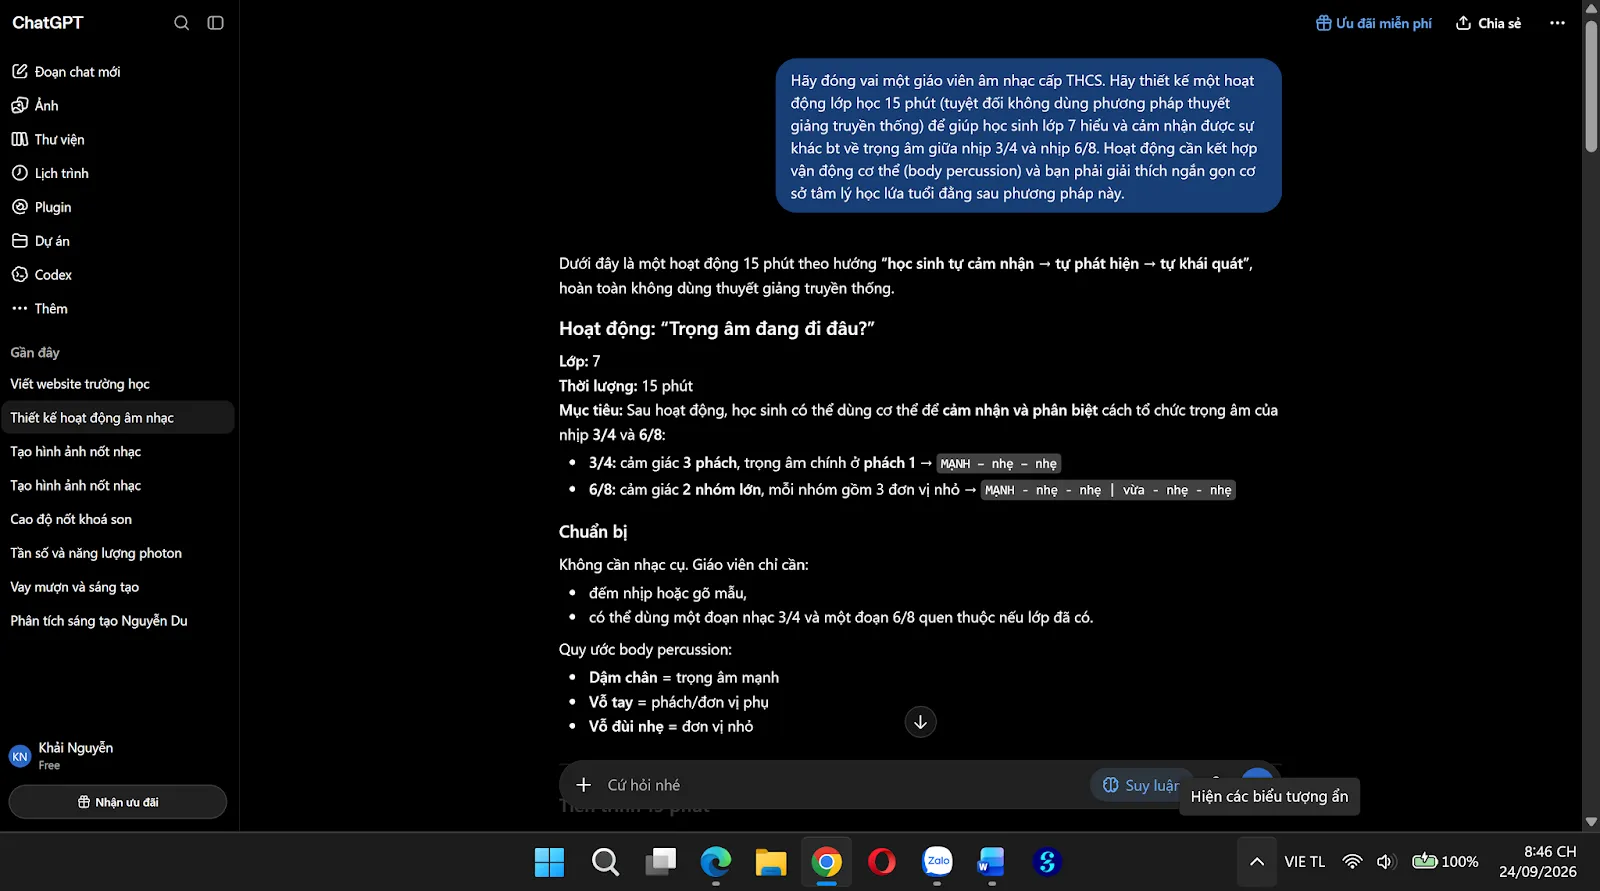 ChatGPT
Đoạn chat mới
Ảnh
Thư viện
Lịch trình
Plugin
Dự án
Codex
Thêm
Gần đây
Viết website trường học
Thiết kế hoạt động âm nhạc
Tạo hình ảnh nốt nhạc
Tạo hình ảnh nốt nhạc
Cao độ nốt khoá son
Tần số và năng lượng photon
Vay mượn và sáng tạo
Phân tích sáng tạo Nguyễn Du
KN
Khải Nguyễn
Free
Nhận ưu đãi
Ưu đãi miễn phí
Chia sẻ
Hãy đóng vai một giáo viên âm nhạc cấp THCS. Hãy thiết kế một hoạt
động lớp học 15 phút (tuyệt đối không dùng phương pháp thuyết
giảng truyền thống) để giúp học sinh lớp 7 hiểu và cảm nhận được sự
khác bt về trọng âm giữa nhịp 3/4 và nhịp 6/8. Hoạt động cần kết hợp
vận động cơ thể (body percussion) và bạn phải giải thích ngắn gọn cơ
sở tâm lý học lứa tuổi đằng sau phương pháp này.
Dưới đây là một hoạt động 15 phút theo hướng “học sinh tự cảm nhận → tự phát hiện → tự khái quát”,
hoàn toàn không dùng thuyết giảng truyền thống.
Hoạt động: “Trọng âm đang đi đâu?”
Lớp: 7
Thời lượng: 15 phút
Mục tiêu: Sau hoạt động, học sinh có thể dùng cơ thể để cảm nhận và phân biệt cách tổ chức trọng âm của
nhịp 3/4 và 6/8:
• 3/4: cảm giác 3 phách, trọng âm chính ở phách 1 → MẠNH – nhẹ – nhẹ
• 6/8: cảm giác 2 nhóm lớn, mỗi nhóm gồm 3 đơn vị nhỏ → MẠNH - nhẹ - nhẹ | vừa - nhẹ - nhẹ
Chuẩn bị
Không cần nhạc cụ. Giáo viên chỉ cần:
• đếm nhịp hoặc gõ mẫu,
• có thể dùng một đoạn nhạc 3/4 và một đoạn 6/8 quen thuộc nếu lớp đã có.
Quy ước body percussion:
• Dậm chân = trọng âm mạnh
• Vỗ tay = phách/đơn vị phụ
• Vỗ đùi nhẹ = đơn vị nhỏ
Cứ hỏi nhé
Suy luận
Hiện các biểu tượng ẩn
Tiến trình 15 phút
Zalo
VIE TL
100%
8:46 CH
24/09/2026